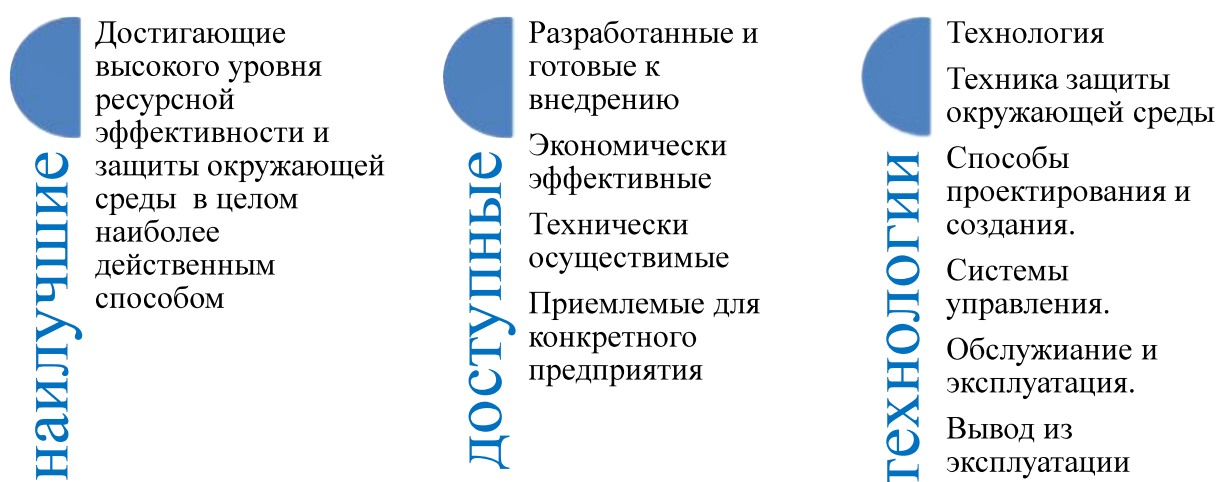 наилучшие
Достигающие
высокого уровня
ресурсной
эффективности и
защиты окружающей
среды в целом
наиболее
действенным
способом
доступные
Разработанные и
готовые к
внедрению
Экономически
эффективные
Технически
осуществимые
Приемлемые для
конкретного
предприятия
технологии
Технология
Техника защиты
окружающей среды
Способы
проектирования и
создания.
Системы
управления.
Обслужиание и
эксплуатация.
Вывод из
эксплуатации